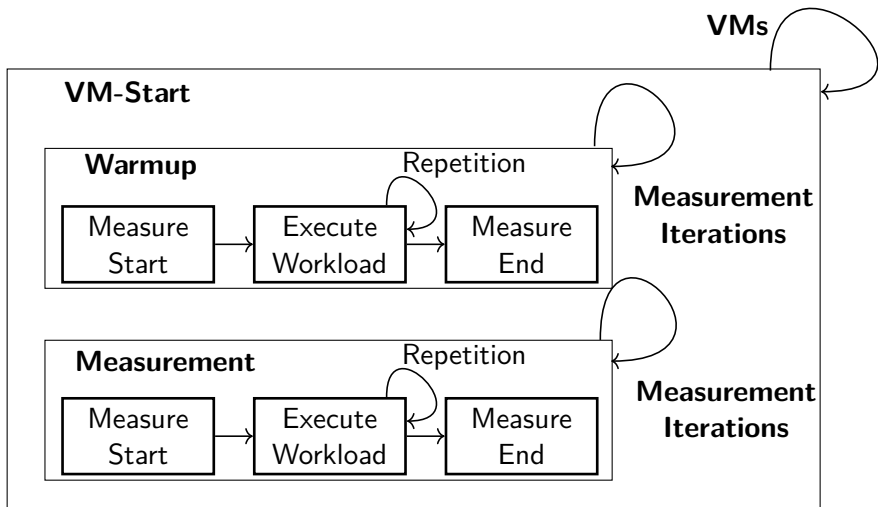 VMs
VM-Start
Warmup
Repetition
Measure
Start
Execute
Workload
Measure
End
Measurement
Iterations
Measurement
Repetition
Measure
Start
Execute
Workload
Measure
End
Measurement
Iterations